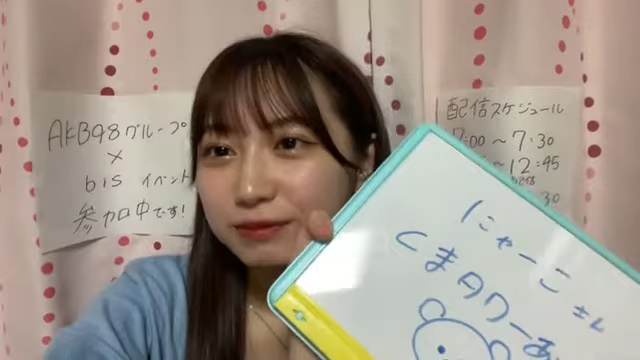 AKB48グループ
×
bis イベント
参加中です!
配信スケジュール
7:00〜7:30
〜12:45
30
にゃーこさん
くまタワーあ